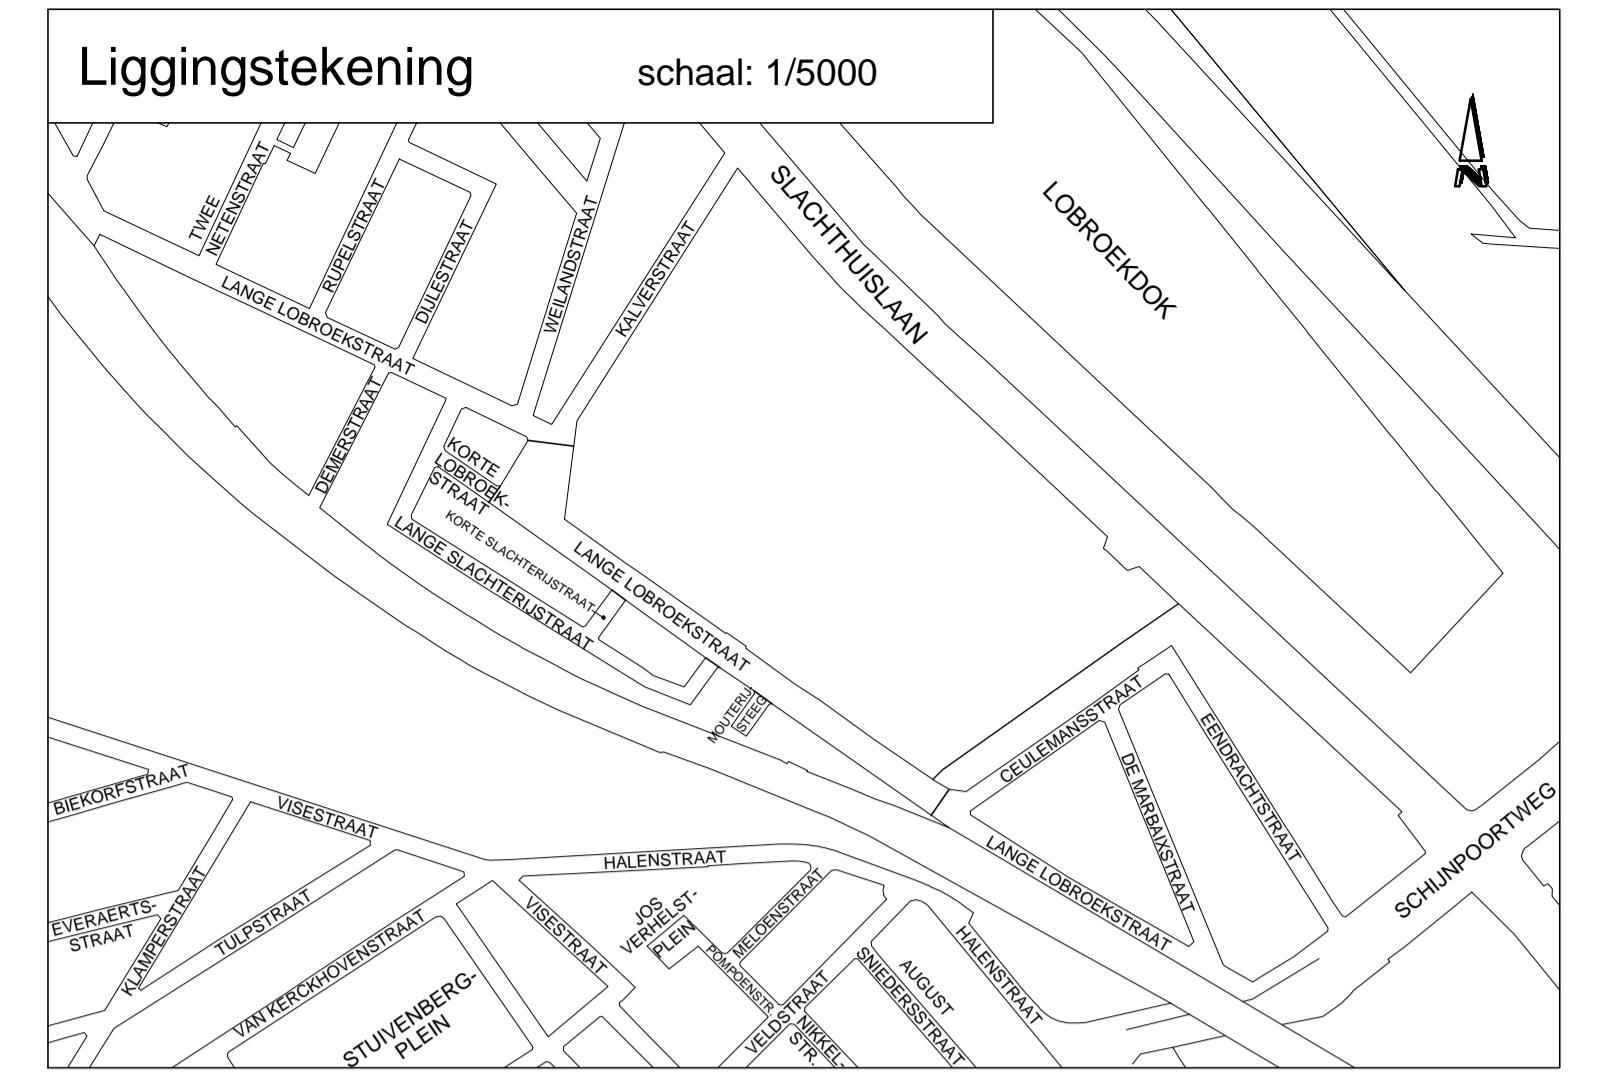 Liggingstekening
schaal: 1/5000
N
TWEE
NETENSTRAAT
RUPELSTRAAT
DIJLESTRAAT
WEILANDSTRAAT
KALVERSTRAAT
SLACHTHUISLAAN
LOBROEKDOK
LANGE LOBROEKSTRAAT
DEMERSTRAAT
KORTE
LOBROEK-
STRAAT
KORTE SLACHTERIJSTRAAT
LANGE SLACHTERIJSTRAAT
LANGE LOBROEKSTRAAT
MOUTERIJ-
STEEG
CEULEMANSSTRAAT
DE MARBAIXSTRAAT
EENDRACHTSTRAAT
SCHIJNPOORTWEG
LANGE LOBROEKSTRAAT
BIEKORFSTRAAT
VISESTRAAT
HALENSTRAAT
EVERAERTS-
STRAAT
KLAMPERSTRAAT
TULPSTRAAT
VAN KERCKHOVENSTRAAT
STUIVENBERG-
PLEIN
VISESTRAAT
JOS
VERHELST-
PLEIN
MELOENSTRAAT
POMPOENSTR.
VELDSTRAAT
NIKKEL-
STR.
AUGUST
SNIEDERSSTRAAT
HALENSTRAAT